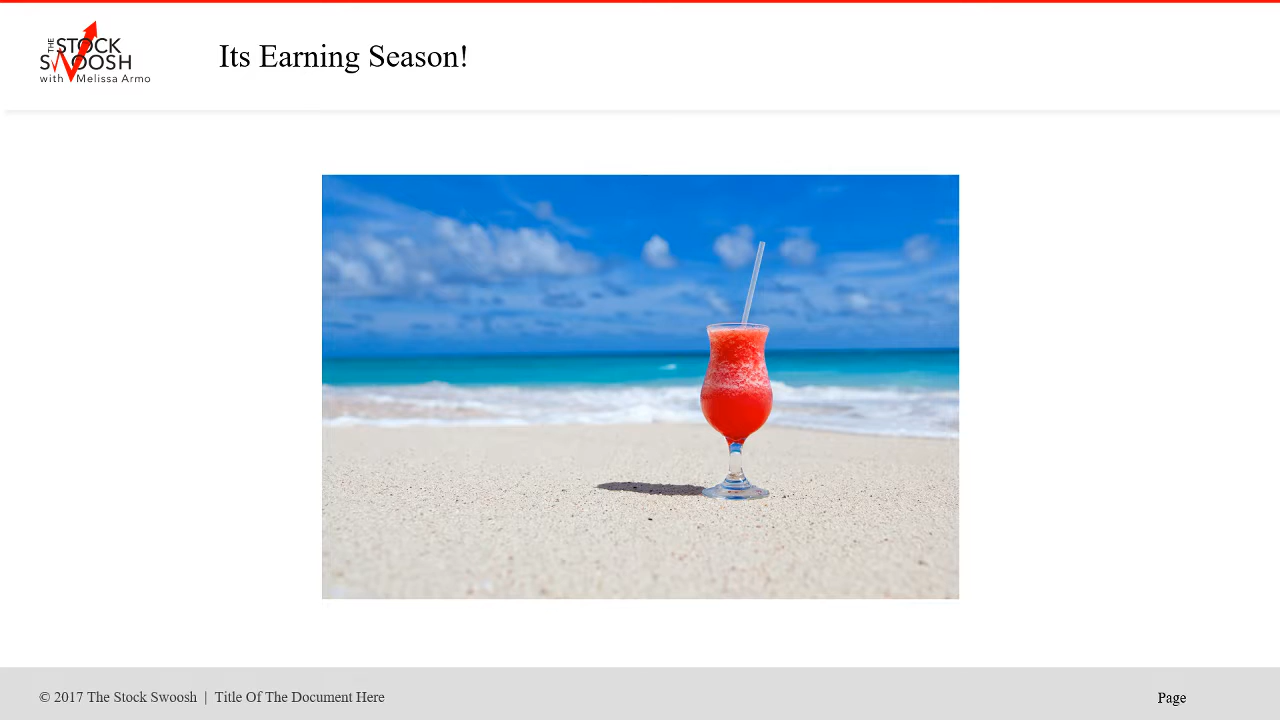 THE STOCK
SWOOSH
with Melissa Armo
Its Earning Season!
© 2017 The Stock Swoosh | Title Of The Document Here
Page